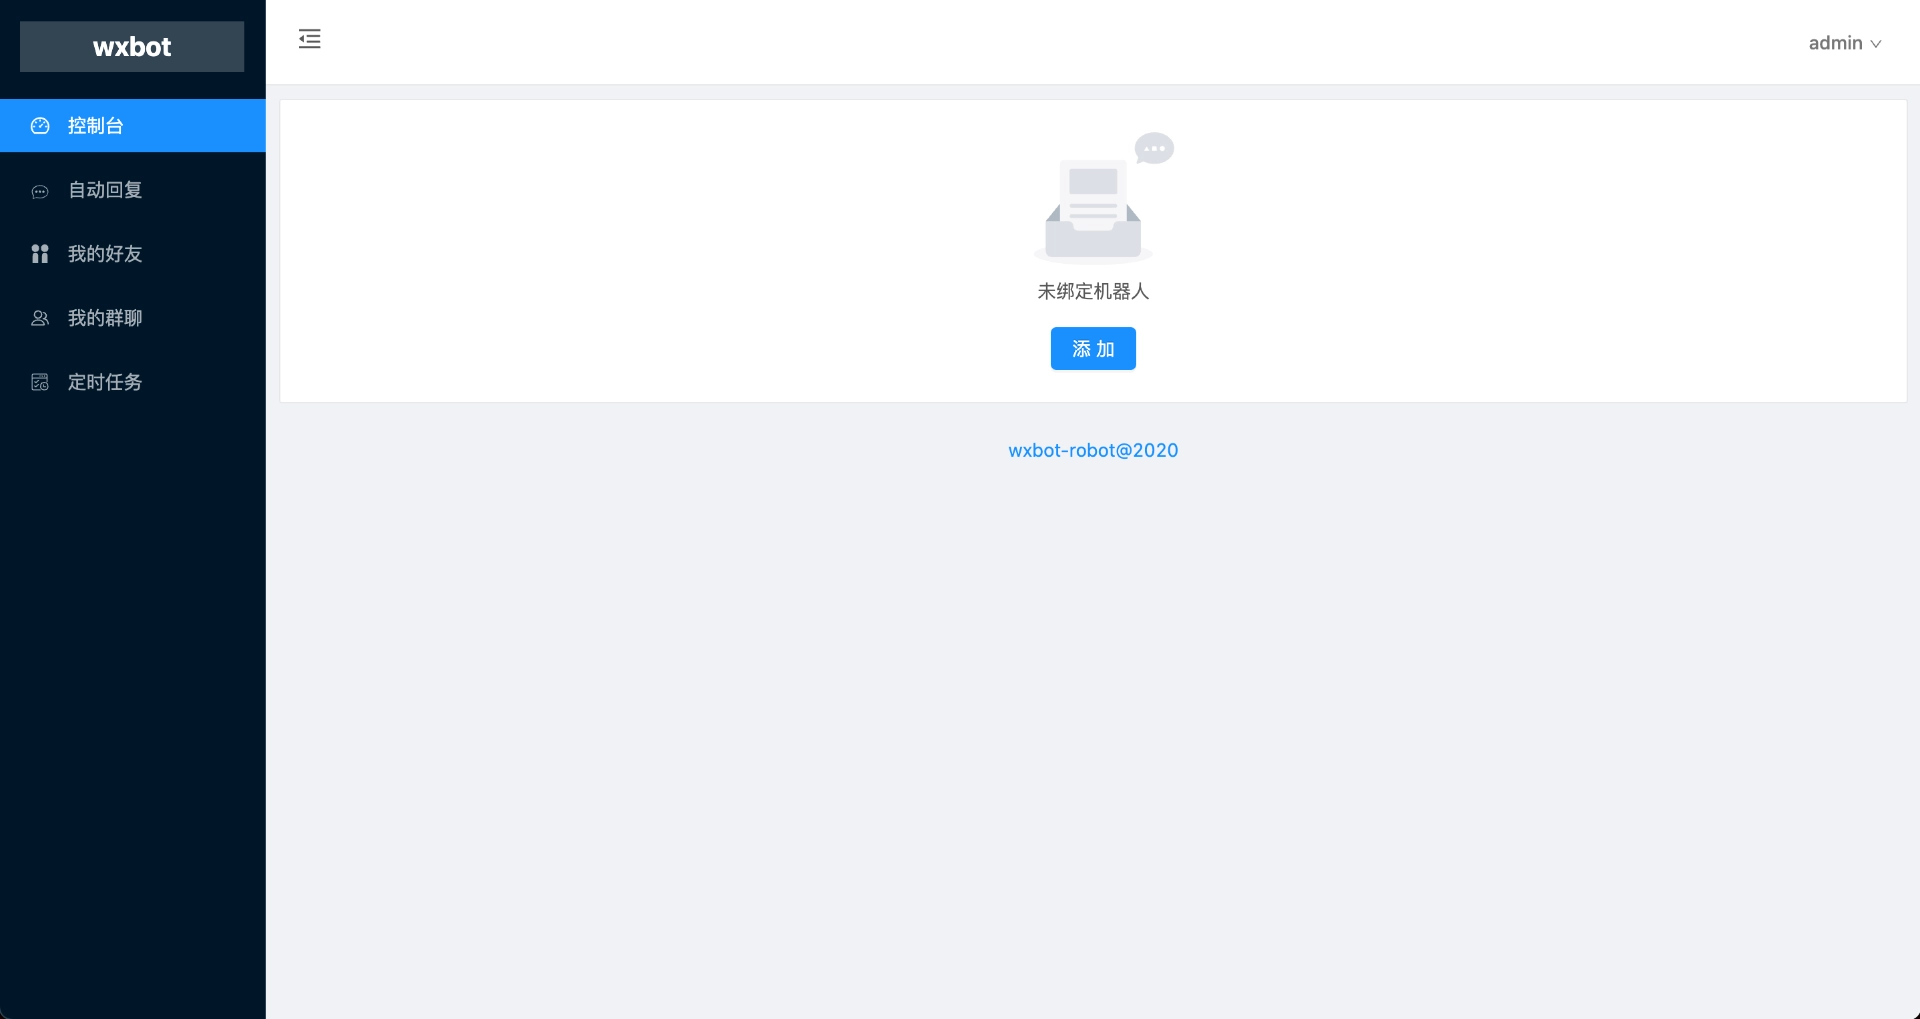 wxbot
admin
控制台
自动回复
我的好友
我的群聊
定时任务
未绑定机器人
添 加
wxbot-robot@2020